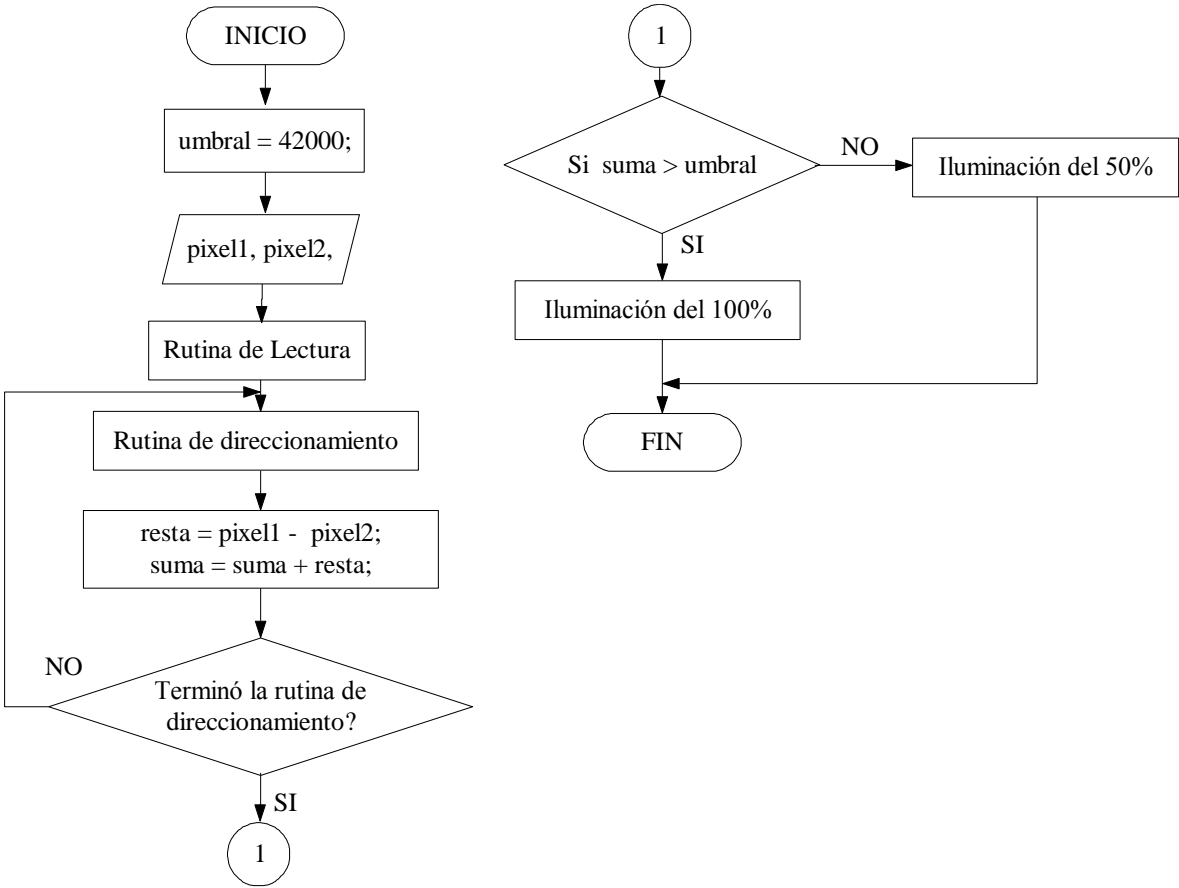 INICIO
umbral = 42000;
pixel1, pixel2,
Rutina de Lectura
Rutina de direccionamiento
resta = pixel1 - pixel2;
suma = suma + resta;
NO
Terminó la rutina de
direccionamiento?
SI
1
1
Si suma > umbral
NO
Iluminación del 50%
SI
Iluminación del 100%
FIN